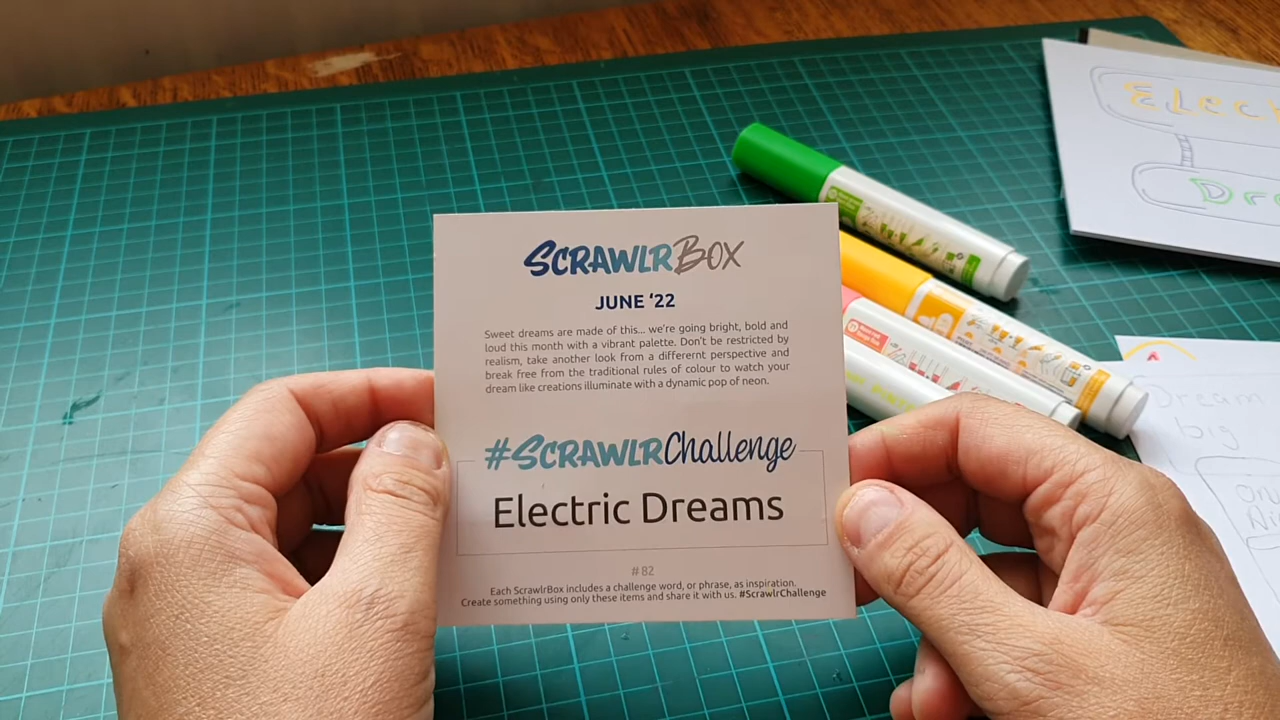 SCRAWLRBOX
JUNE ‘22
Sweet dreams are made of this... we're going bright, bold and
loud this month with a vibrant palette. Don't be restricted by
realism, take another look from a differernt perspective and
break free from the traditional rules of colour to watch your
dream like creations illuminate with a dynamic pop of neon.
#SCRAWLRChallenge
Electric Dreams
#82
Each ScrawlrBox includes a challenge word, or phrase, as inspiration.
Create something using only these items and share it with us. #ScrawlrChallenge
Elec
Dre
Dream
big